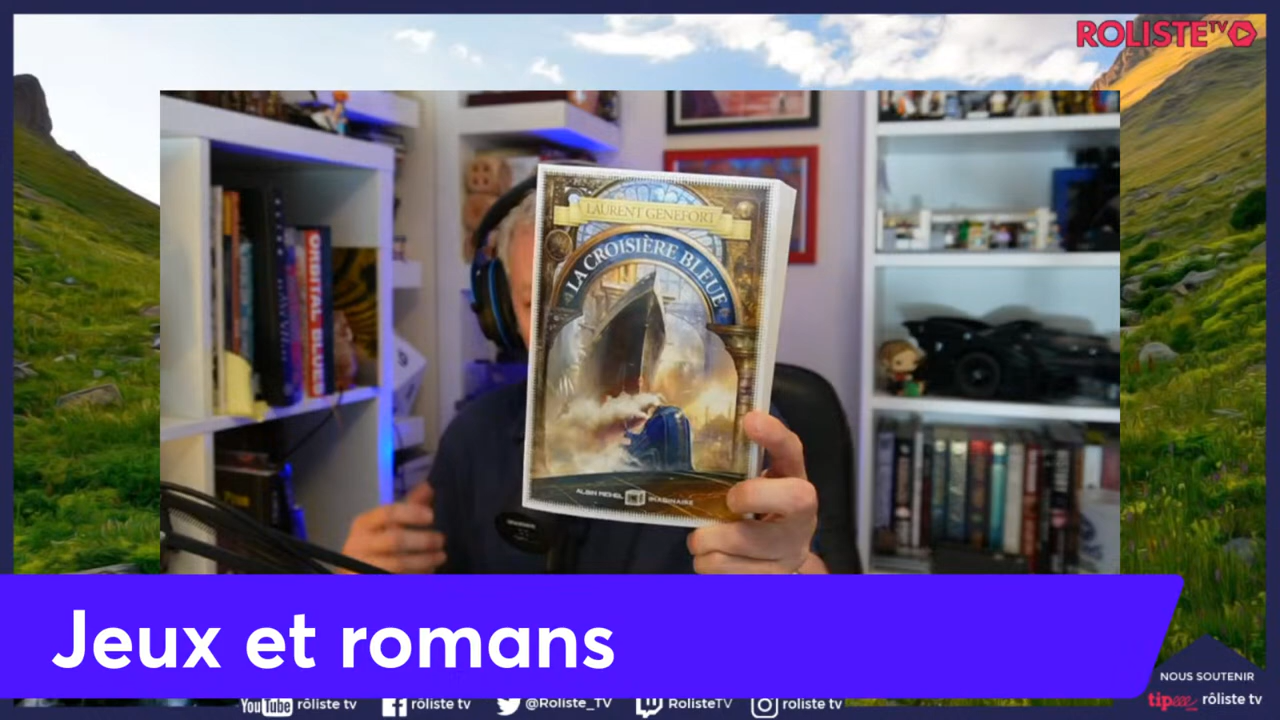 ROLISTE TV
LAURENT GENEFORT
LA CROISIÈRE BLEUE
ORBITAL BLUES
ALBIN MICHEL IMAGINAIRE
Jeux et romans
NOUS SOUTENIR
tipeee rôliste tv
YouTube rôliste tv
rôliste tv
@Roliste_TV
RolisteTV
rôliste tv